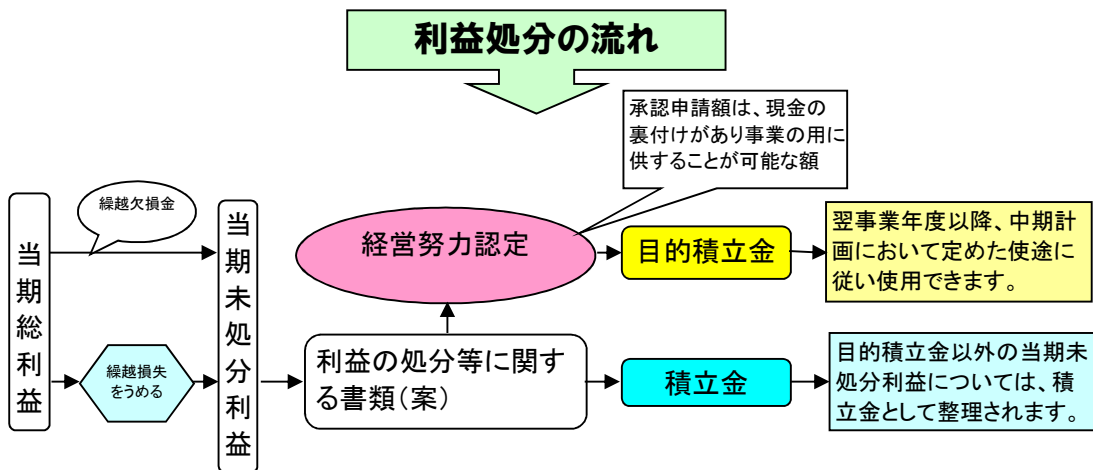 利益処分の流れ
承認申請額は、現金の
裏付けがあり事業の用に
供することが可能な額
繰越欠損金
当期総利益
当期未処分利益
経営努力認定
目的積立金
翌事業年度以降、中期計
画において定めた使途に
従い使用できます。
繰越損失
をうめる
利益の処分等に関す
る書類(案)
積立金
目的積立金以外の当期未
処分利益については、積
立金として整理されます。